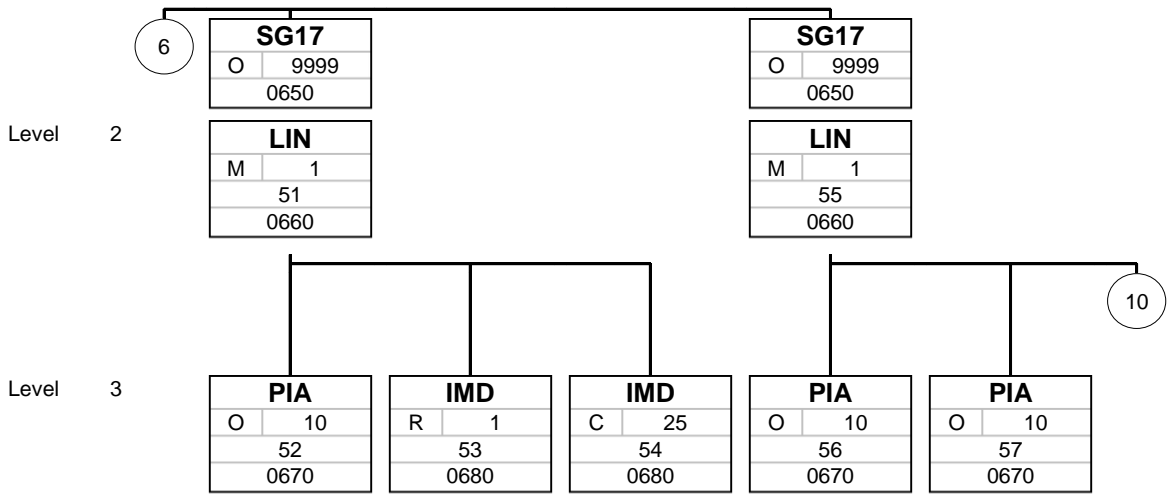 6
SG17
O 9999
0650
SG17
O 9999
0650
Level 2
LIN
M 1
51
0660
LIN
M 1
55
0660
10
Level 3
PIA
O 10
52
0670
IMD
R 1
53
0680
IMD
C 25
54
0680
PIA
O 10
56
0670
PIA
O 10
57
0670